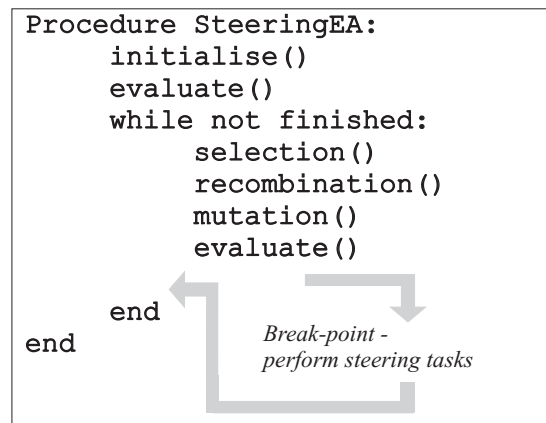 Procedure SteeringEA:
initialise()
evaluate()
while not finished:
selection()
recombination()
mutation()
evaluate()
end
end
Break-point -
perform steering tasks